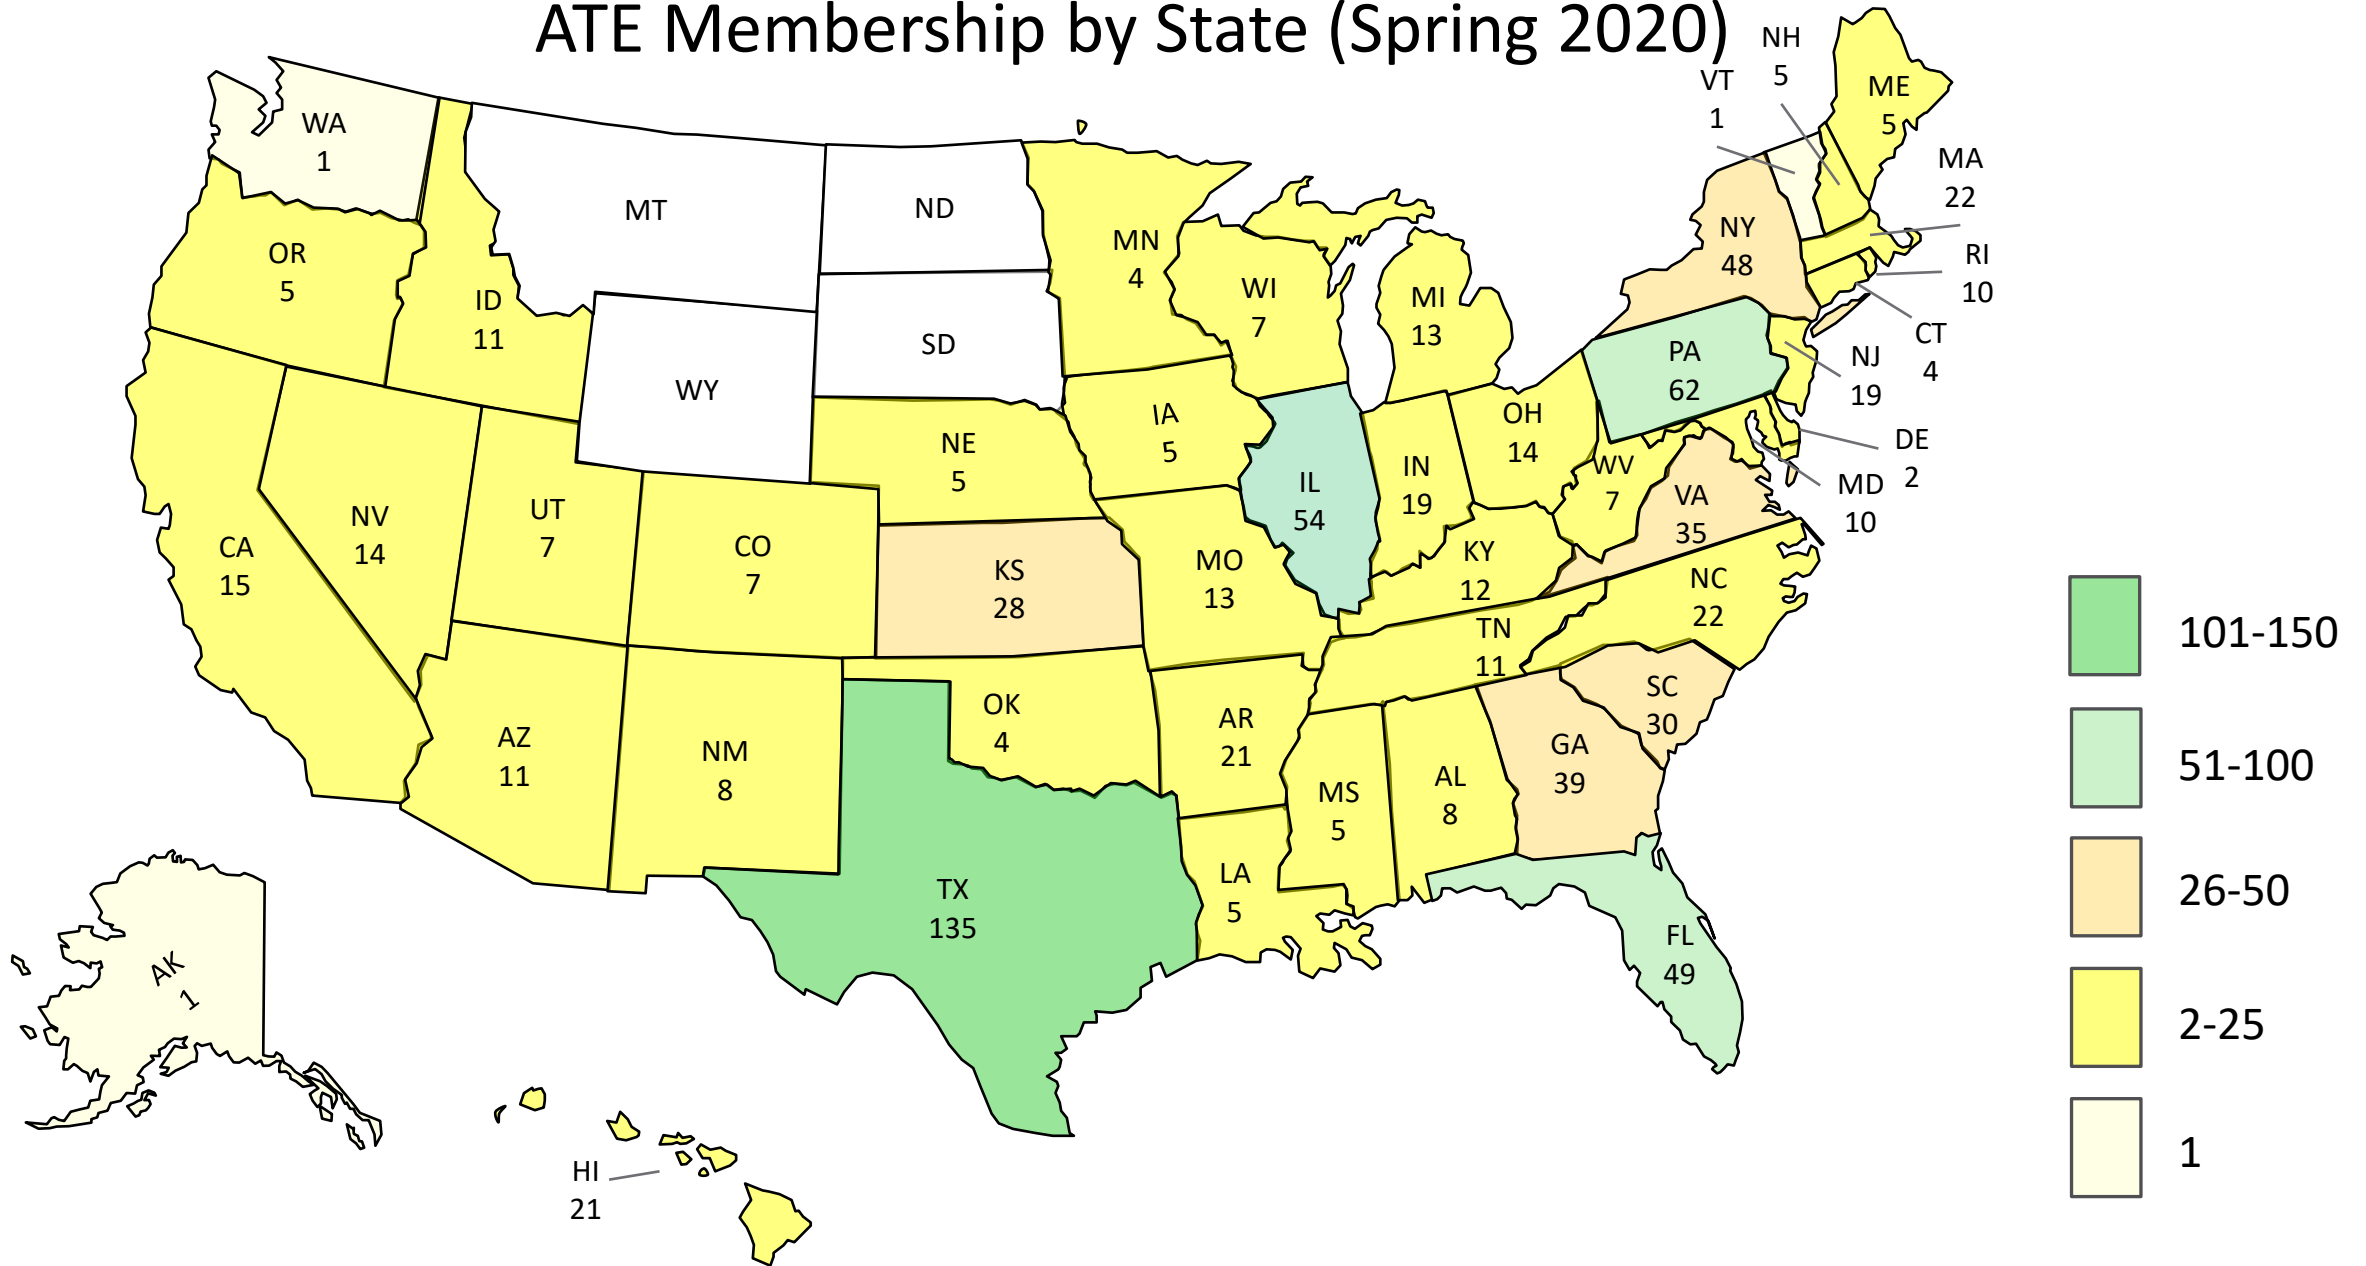 ATE Membership by State (Spring 2020)
WA
1
OR
5
CA
15
ID
11
NV
14
UT
7
AZ
11
MT
WY
CO
7
NM
8
ND
SD
NE
5
KS
28
OK
4
TX
135
MN
4
IA
5
MO
13
AR
21
LA
5
WI
7
IL
54
MI
13
IN
19
OH
14
KY
12
TN
11
MS
5
AL
8
GA
39
FL
49
SC
30
NC
22
VA
35
WV
7
PA
62
NY
48
VT
1
NH
5
ME
5
MA
22
RI
10
CT
4
NJ
19
DE
2
MD
10
AK
1
HI
21
101-150
51-100
26-50
2-25
1